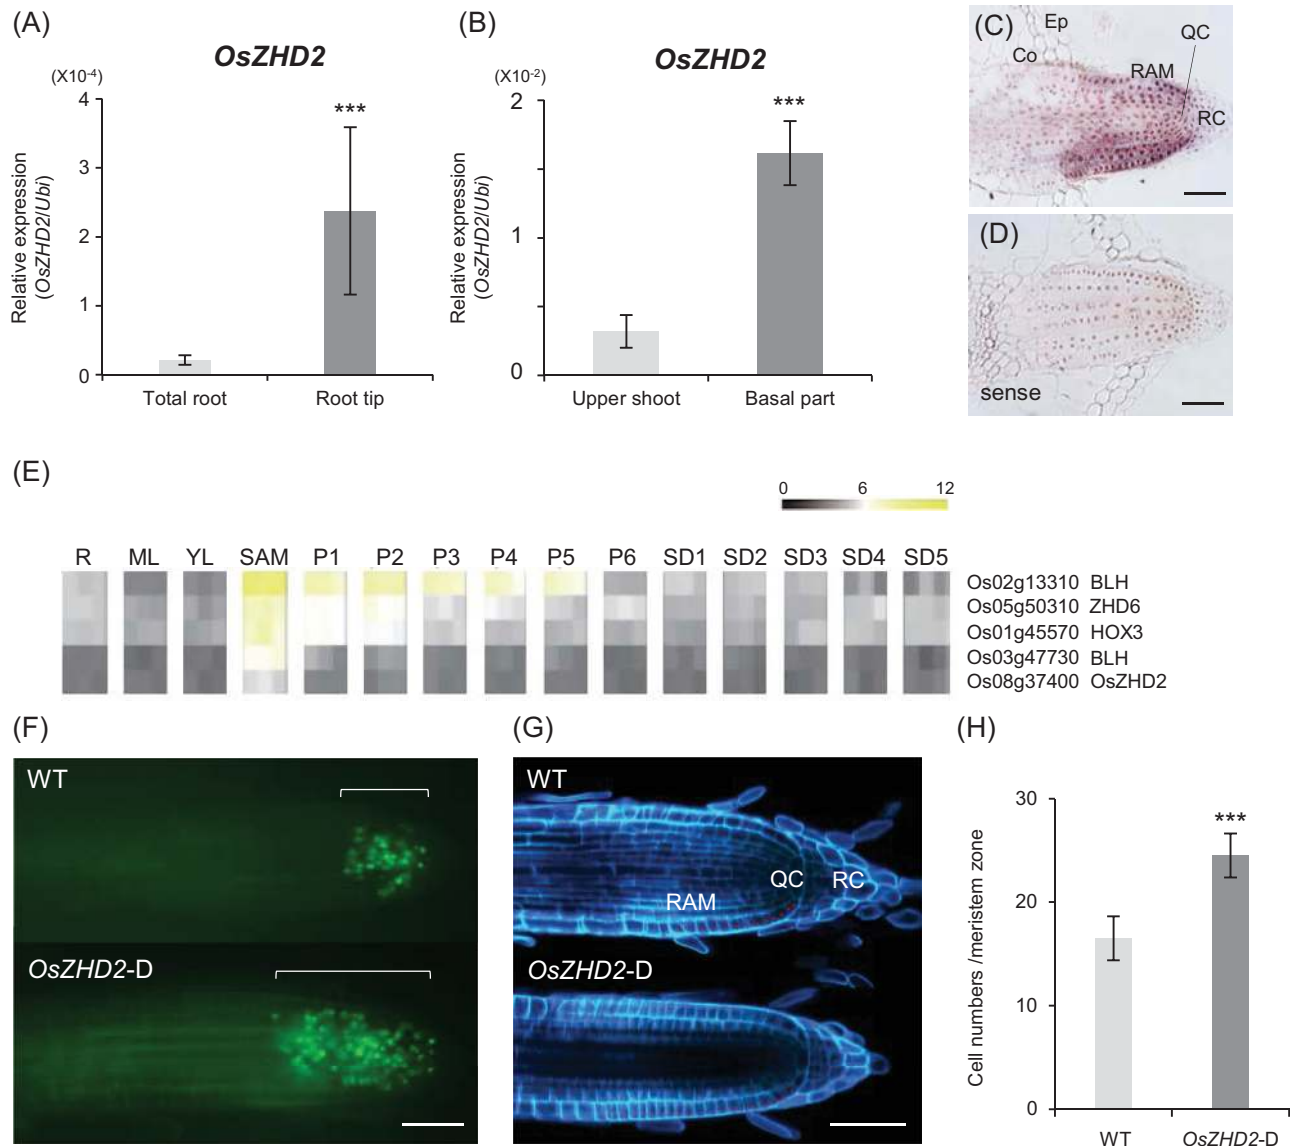 (A)
OsZHD2
(X10-4)
Relative expression
(OsZHD2/Ubi)
4
3
2
1
0
***
Total root
Root tip
(B)
OsZHD2
(X10-2)
Relative expression
(OsZHD2/Ubi)
2
1
0
***
Upper shoot
Basal part
(C)
Ep
Co
QC
RAM
RC
(D)
sense
(E)
0 6 12
R ML YL SAM P1 P2 P3 P4 P5 P6 SD1 SD2 SD3 SD4 SD5
Os02g13310 BLH
Os05g50310 ZHD6
Os01g45570 HOX3
Os03g47730 BLH
Os08g37400 OsZHD2
(F)
WT
OsZHD2-D
(G)
WT
QC
RC
RAM
OsZHD2-D
(H)
Cell numbers /meristem zone
30
20
10
0
***
WT
OsZHD2-D